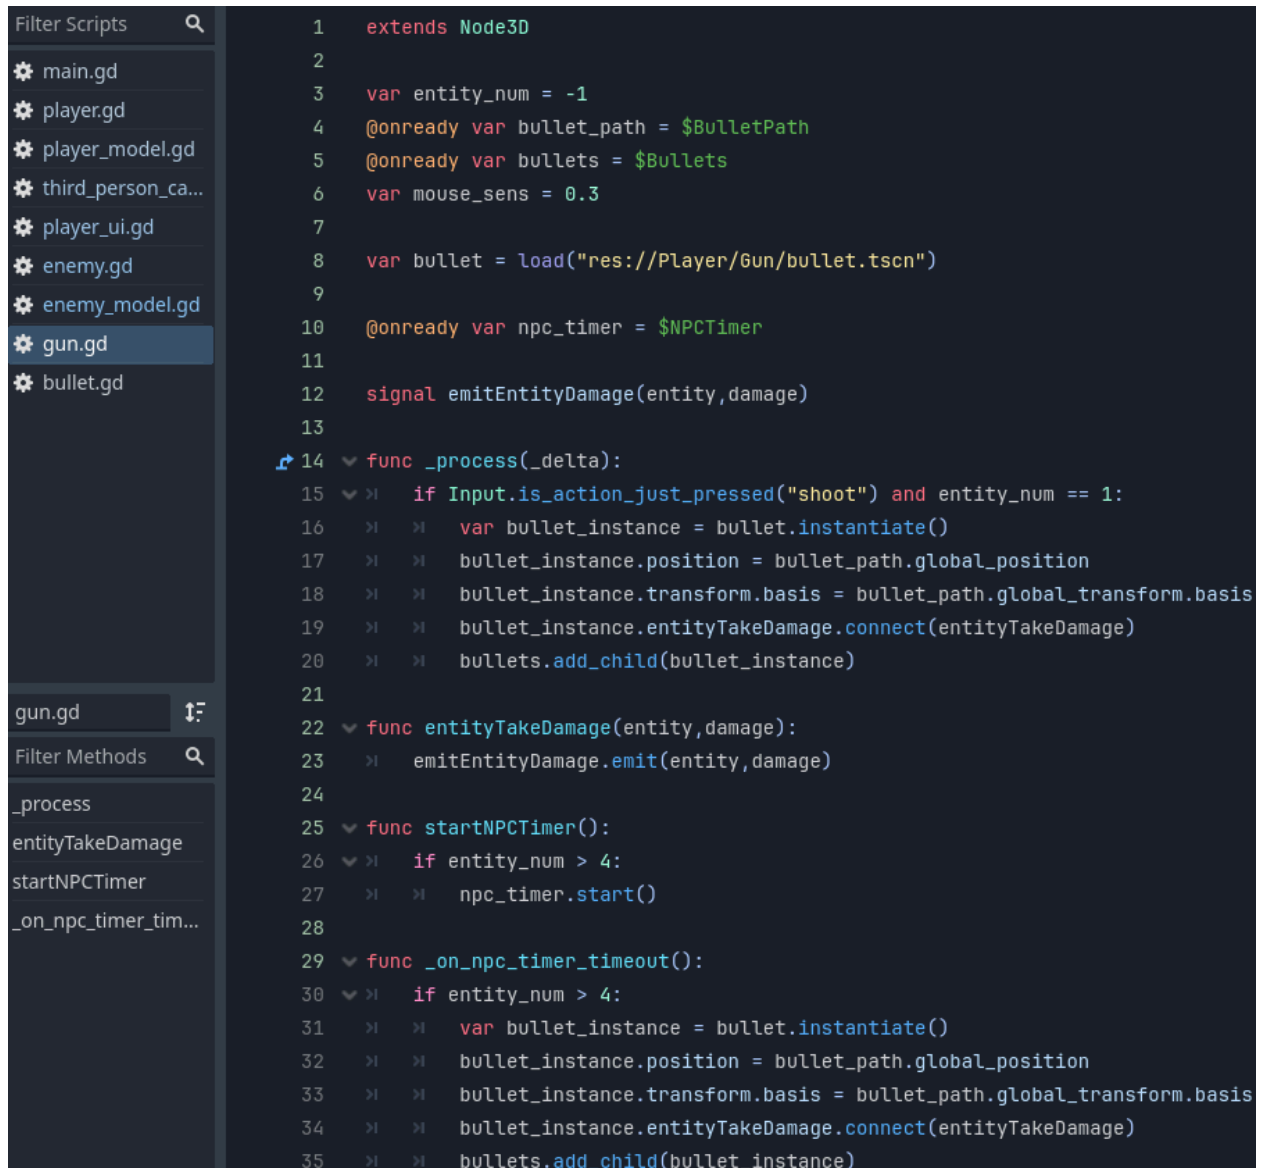 Filter Scripts
main.gd
player.gd
player_model.gd
third_person_ca...
player_ui.gd
enemy.gd
enemy_model.gd
gun.gd
bullet.gd
gun.gd
Filter Methods
_process
entityTakeDamage
startNPCTimer
_on_npc_timer_tim...
1 extends Node3D
2
3 var entity_num = -1
4 @onready var bullet_path = $BulletPath
5 @onready var bullets = $Bullets
6 var mouse_sens = 0.3
7
8 var bullet = load("res://Player/Gun/bullet.tscn")
9
10 @onready var npc_timer = $NPCTimer
11
12 signal emitEntityDamage(entity,damage)
13
14 func _process(_delta):
15 if Input.is_action_just_pressed("shoot") and entity_num == 1:
16 var bullet_instance = bullet.instantiate()
17 bullet_instance.position = bullet_path.global_position
18 bullet_instance.transform.basis = bullet_path.global_transform.basis
19 bullet_instance.entityTakeDamage.connect(entityTakeDamage)
20 bullets.add_child(bullet_instance)
21
22 func entityTakeDamage(entity,damage):
23 emitEntityDamage.emit(entity,damage)
24
25 func startNPCTimer():
26 if entity_num > 4:
27 npc_timer.start()
28
29 func _on_npc_timer_timeout():
30 if entity_num > 4:
31 var bullet_instance = bullet.instantiate()
32 bullet_instance.position = bullet_path.global_position
33 bullet_instance.transform.basis = bullet_path.global_transform.basis
34 bullet_instance.entityTakeDamage.connect(entityTakeDamage)
35 bullets.add_child(bullet_instance)